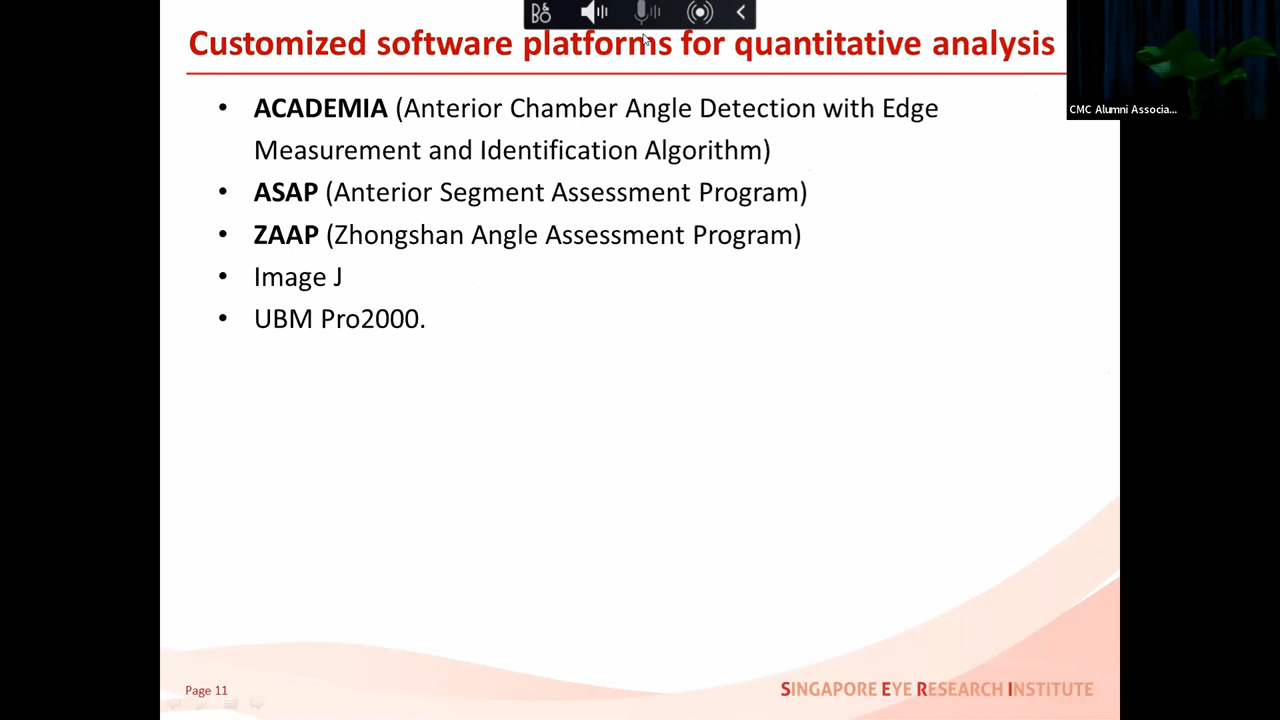 B&O
Customized software platforms for quantitative analysis
CMC Alumni Associa...
• ACADEMIA (Anterior Chamber Angle Detection with Edge
Measurement and Identification Algorithm)
• ASAP (Anterior Segment Assessment Program)
• ZAAP (Zhongshan Angle Assessment Program)
• Image J
• UBM Pro2000.
Page 11
SINGAPORE EYE RESEARCH INSTITUTE